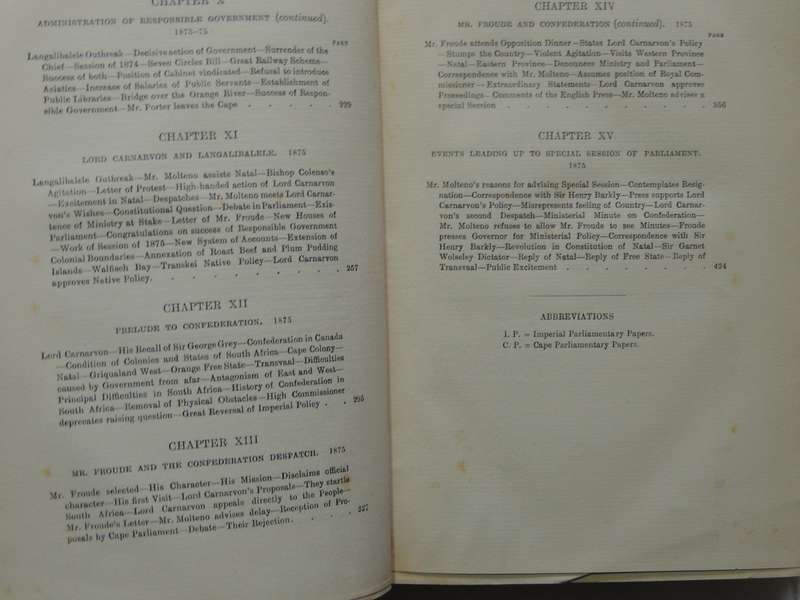 CHAPTER X
ADMINISTRATION OF RESPONSIBLE GOVERNMENT (continued).
1873-75
PAGE
Langalibalele Outbreak—Decisive action of Government—Surrender of the
Chief—Session of 1874—Seven Circles Bill—Great Railway Scheme—
Success of both—Position of Cabinet vindicated—Refusal to introduce
Asiatics—Increase of Salaries of Public Servants—Establishment of
Public Libraries—Bridge over the Orange River—Success of Respon-
sible Government—Mr. Porter leaves the Cape . . . . . 229
CHAPTER XI
LORD CARNARVON AND LANGALIBALELE. 1875
Langalibalele Outbreak—Mr. Molteno assists Natal—Bishop Colenso's
Agitation—Letter of Protest—High-handed action of Lord Carnarvon
—Excitement in Natal—Despatches—Mr. Molteno meets Lord Carnar-
von's Wishes—Constitutional Question—Debate in Parliament—Exis-
tence of Ministry at Stake—Letter of Mr. Froude—New Houses of
Parliament—Congratulations on success of Responsible Government
—Work of Session of 1875—New System of Accounts—Extension of
Colonial Boundaries—Annexation of Roast Beef and Plum Pudding
Islands—Walfisch Bay—Transkei Native Policy—Lord Carnarvon
approves Native Policy. . . . . . . . . . 257
CHAPTER XII
PRELUDE TO CONFEDERATION. 1875
Lord Carnarvon—His Recall of Sir George Grey—Confederation in Canada
—Condition of Colonies and States of South Africa—Cape Colony—
Natal—Griqualand West—Orange Free State—Transvaal—Difficulties
caused by Government from afar—Antagonism of East and West—
Principal Difficulties in South Africa—History of Confederation in
South Africa—Removal of Physical Obstacles—High Commissioner
deprecates raising question—Great Reversal of Imperial Policy . . 295
CHAPTER XIII
MR. FROUDE AND THE CONFEDERATION DESPATCH. 1875
Mr. Froude selected—His Character—His Mission—Disclaims official
character—His first Visit—Lord Carnarvon's Proposals—They startle
South Africa—Lord Carnarvon appeals directly to the People—
Mr. Froude's Letter—Mr. Molteno advises delay—Reception of Pro-
posals by Cape Parliament—Debate—Their Rejection. . . . 327
CHAPTER XIV
MR. FROUDE AND CONFEDERATION (continued). 1875
PAGE
Mr. Froude attends Opposition Dinner—States Lord Carnarvon's Policy
—Stumps the Country—Violent Agitation—Visits Western Province
—Natal—Eastern Province—Denounces Ministry and Parliament—
Correspondence with Mr. Molteno—Assumes position of Royal Com-
missioner—Extraordinary Statements—Lord Carnarvon approves
Proceedings—Comments of the English Press—Mr. Molteno advises a
special Session . . . . . . . . . . 356
CHAPTER XV
EVENTS LEADING UP TO SPECIAL SESSION OF PARLIAMENT.
1875
Mr. Molteno's reasons for advising Special Session—Contemplates Resig-
nation—Correspondence with Sir Henry Barkly—Press supports Lord
Carnarvon's Policy—Misrepresents feeling of Country—Lord Carnar-
von's second Despatch—Ministerial Minute on Confederation—
Mr. Molteno refuses to allow Mr. Froude to see Minutes—Froude
presses Governor for Ministerial Policy—Correspondence with Sir
Henry Barkly—Revolution in Constitution of Natal—Sir Garnet
Wolseley Dictator—Reply of Natal—Reply of Free State—Reply of
Transvaal—Public Excitement . . . . . . . 424
ABBREVIATIONS
I. P. = Imperial Parliamentary Papers.
C. P. = Cape Parliamentary Papers.